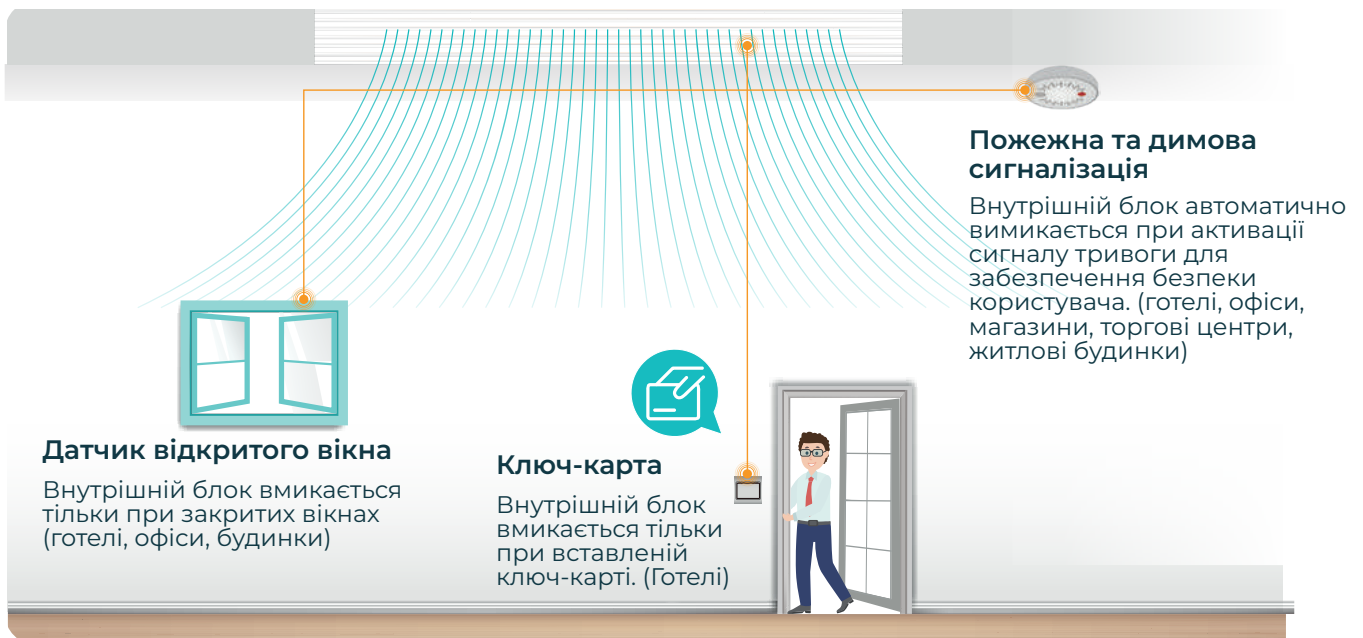 Пожежна та димова
сигналізація
Внутрішній блок автоматично
вимикається при активації
сигналу тривоги для
забезпечення безпеки
користувача. (готелі, офіси,
магазини, торгові центри,
житлові будинки)
Датчик відкритого вікна
Внутрішній блок вмикається
тільки при закритих вікнах
(готелі, офіси, будинки)
Ключ-карта
Внутрішній блок
вмикається тільки
при вставленій
ключ-карті. (Готелі)